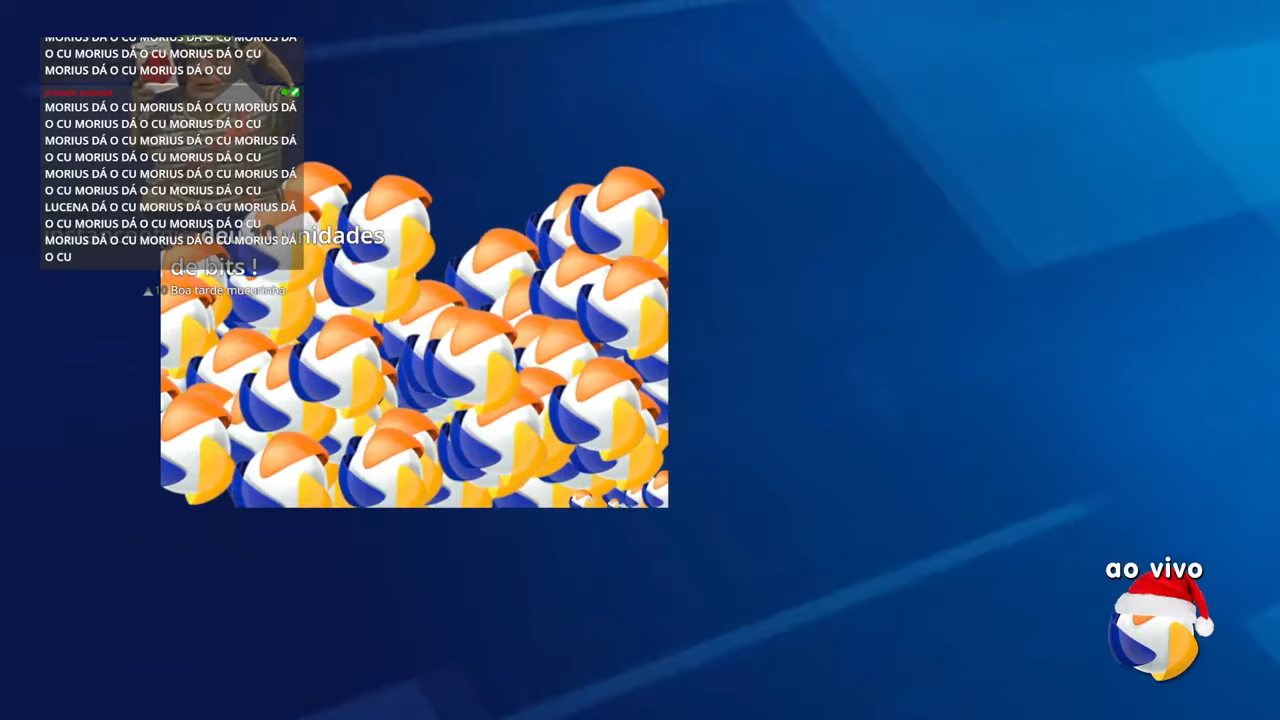 MORIUS DÁ O CU MORIUS DÁ O CU MORIUS DÁ
O CU MORIUS DÁ O CU MORIUS DÁ O CU
MORIUS DÁ O CU MORIUS DÁ O CU
MORIUS DÁ O CU MORIUS DÁ O CU MORIUS DÁ
O CU MORIUS DÁ O CU MORIUS DÁ O CU
MORIUS DÁ O CU MORIUS DÁ O CU MORIUS DÁ
O CU MORIUS DÁ O CU MORIUS DÁ O CU
MORIUS DÁ O CU MORIUS DÁ O CU MORIUS DÁ
O CU MORIUS DÁ O CU MORIUS DÁ O CU
LUCENA DÁ O CU MORIUS DÁ O CU MORIUS DÁ
O CU MORIUS DÁ O CU MORIUS DÁ O CU
MORIUS DÁ O CU MORIUS DÁ O CU MORIUS DÁ
O CU
deu 10 unidades
de bits !
10 Boa tarde mucurinha
ao vivo